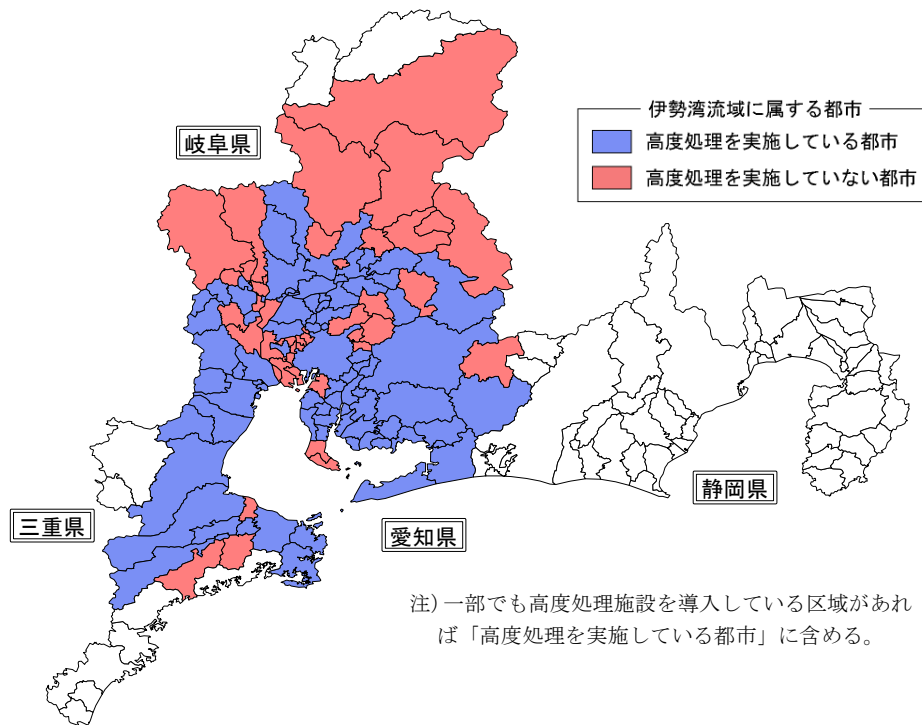 伊勢湾流域に属する都市
高度処理を実施している都市
高度処理を実施していない都市
岐阜県
静岡県
三重県
愛知県
注) 一部でも高度処理施設を導入している区域があれ
ば「高度処理を実施している都市」に含める。